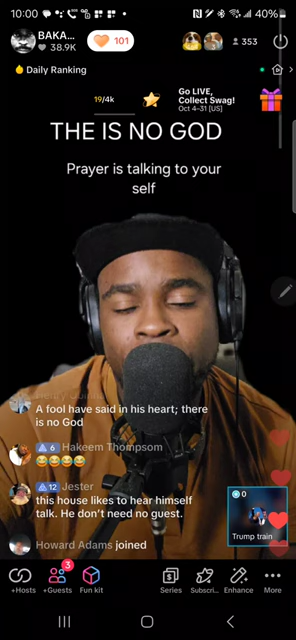 10:00
40%
BAKA...
38.9K
101
353
Daily Ranking
19/4k
Go LIVE,
Collect Swag!
Oct 4–31 [US]
THE IS NO GOD
Prayer is talking to your
self
A fool have said in his heart; there
is no God
6 Hakeem Thompsom
😂😂😂😂
12 Jester
this house likes to hear himself
talk. He don't need no guest.
Howard Adams joined
0
Trump train
3
+Hosts
+Guests
Fun kit
Series
Subscri...
Enhance
More